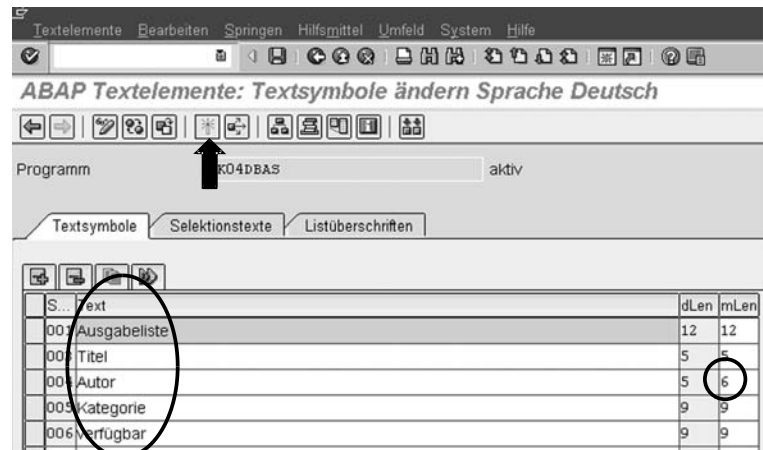 Textelemente Bearbeiten Springen Hilfsmittel Umfeld System Hilfe
ABAP Textelemente: Textsymbole ändern Sprache Deutsch
Programm K04DBAS aktiv
Textsymbole Selektionstexte Listüberschriften
S... Text dLen mLen
001 Ausgabeliste 12 12
003 Titel 5 5
004 Autor 5 6
005 Kategorie 9 9
006 verfügbar 9 9